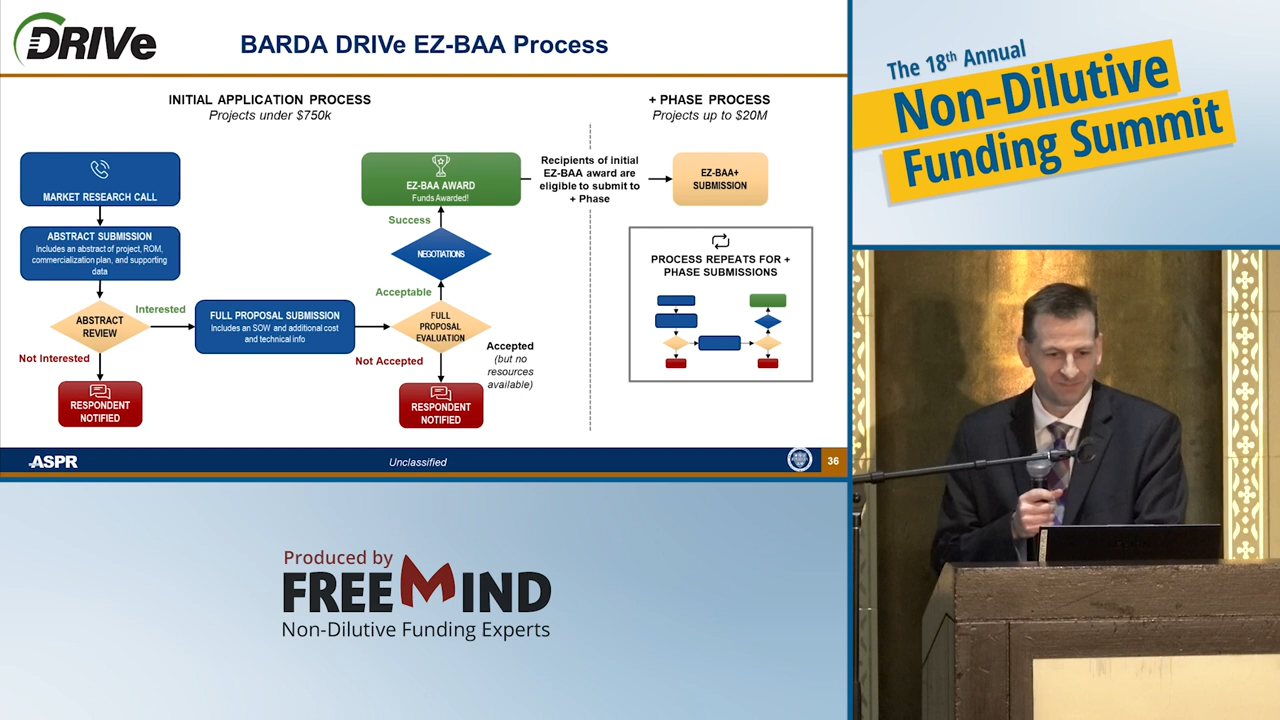 DRIVe
BARDA DRIVe EZ-BAA Process
INITIAL APPLICATION PROCESS
Projects under $750k
+ PHASE PROCESS
Projects up to $20M
MARKET RESEARCH CALL
ABSTRACT SUBMISSION
Includes an abstract of project, ROM,
commercialization plan, and supporting
data
ABSTRACT
REVIEW
Interested
Not Interested
RESPONDENT
NOTIFIED
FULL PROPOSAL SUBMISSION
Includes an SOW and additional cost
and technical info
EZ-BAA AWARD
Funds Awarded!
Success
NEGOTIATIONS
Acceptable
FULL
PROPOSAL
EVALUATION
Not Accepted
Accepted
(but no
resources
available)
RESPONDENT
NOTIFIED
Recipients of initial
EZ-BAA award are
eligible to submit to
+ Phase
EZ-BAA+
SUBMISSION
PROCESS REPEATS FOR +
PHASE SUBMISSIONS
ASPR
Unclassified
36
The 18th Annual
Non-Dilutive
Funding Summit
Produced by
FREEMIND
Non-Dilutive Funding Experts